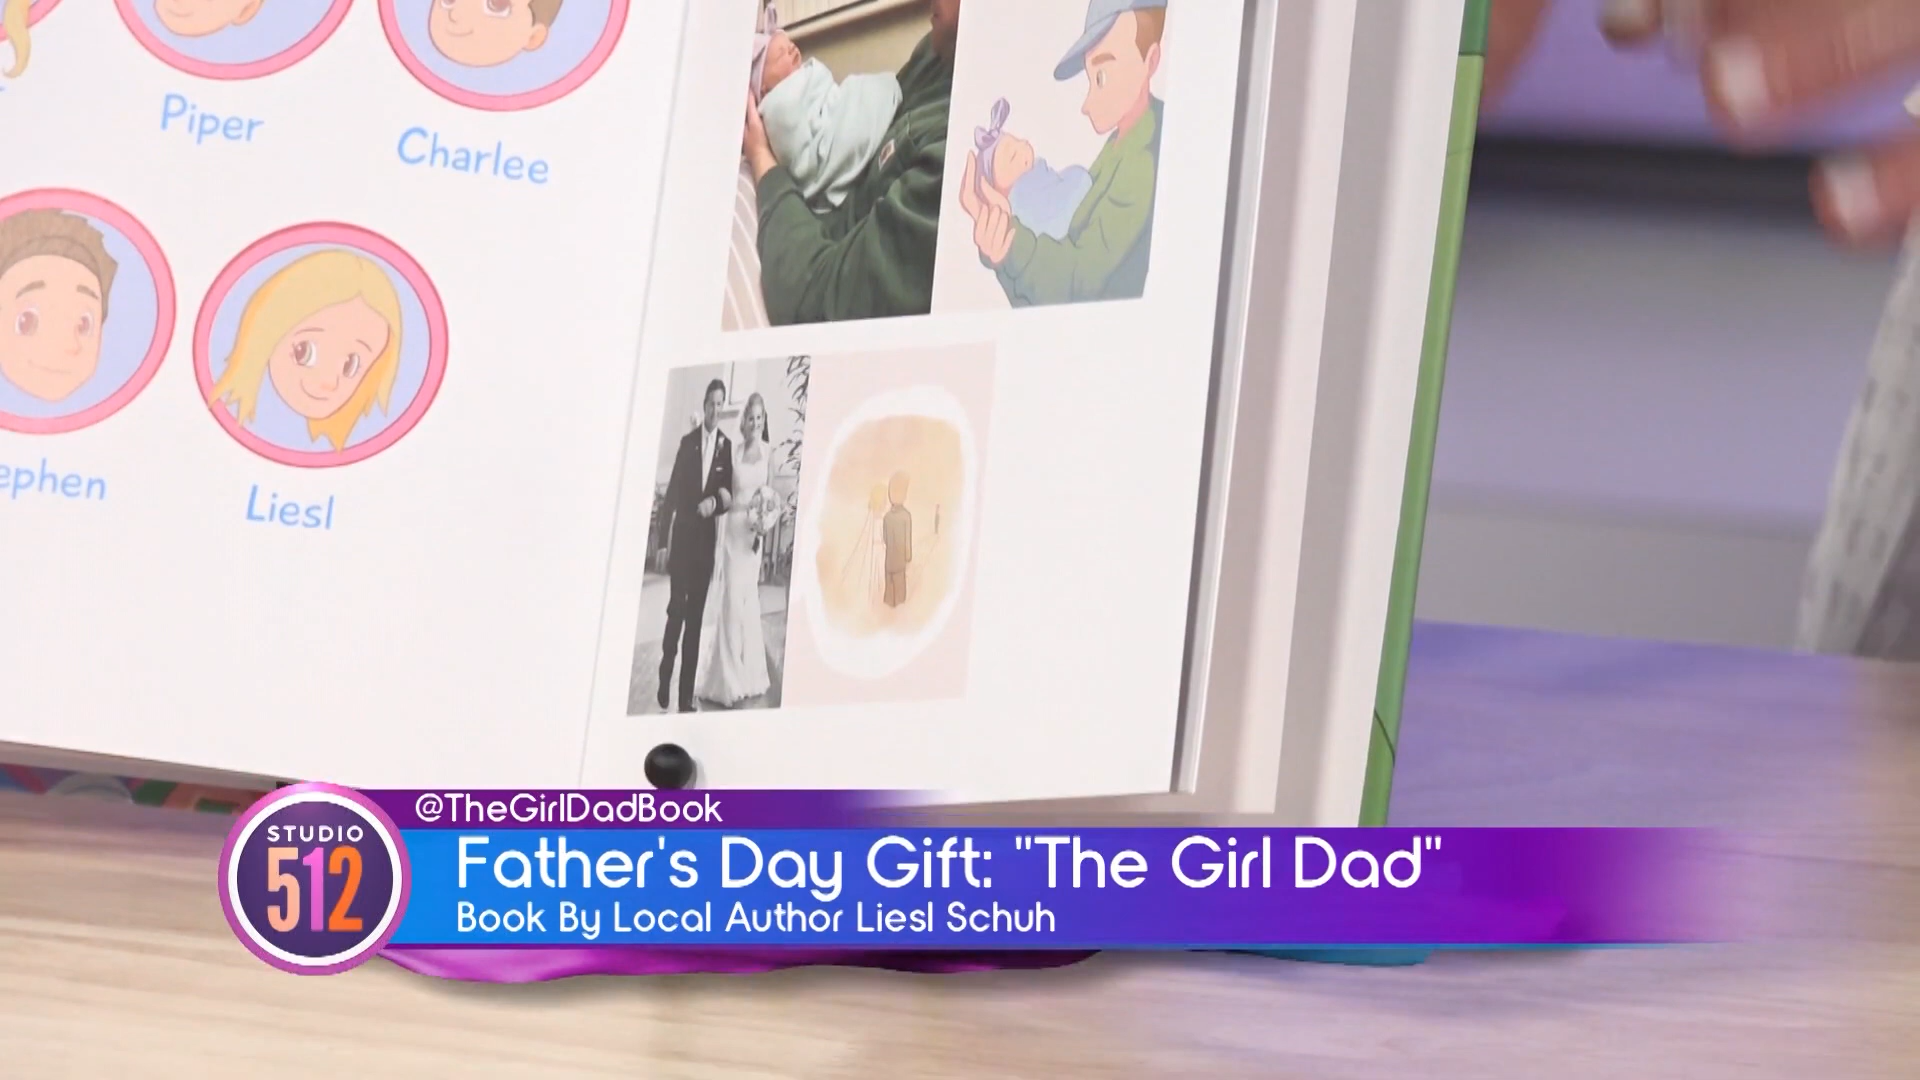 Piper
Charlee
ephen
Liesl
@TheGirlDadBook
STUDIO
512
Father's Day Gift: "The Girl Dad"
Book By Local Author Liesl Schuh